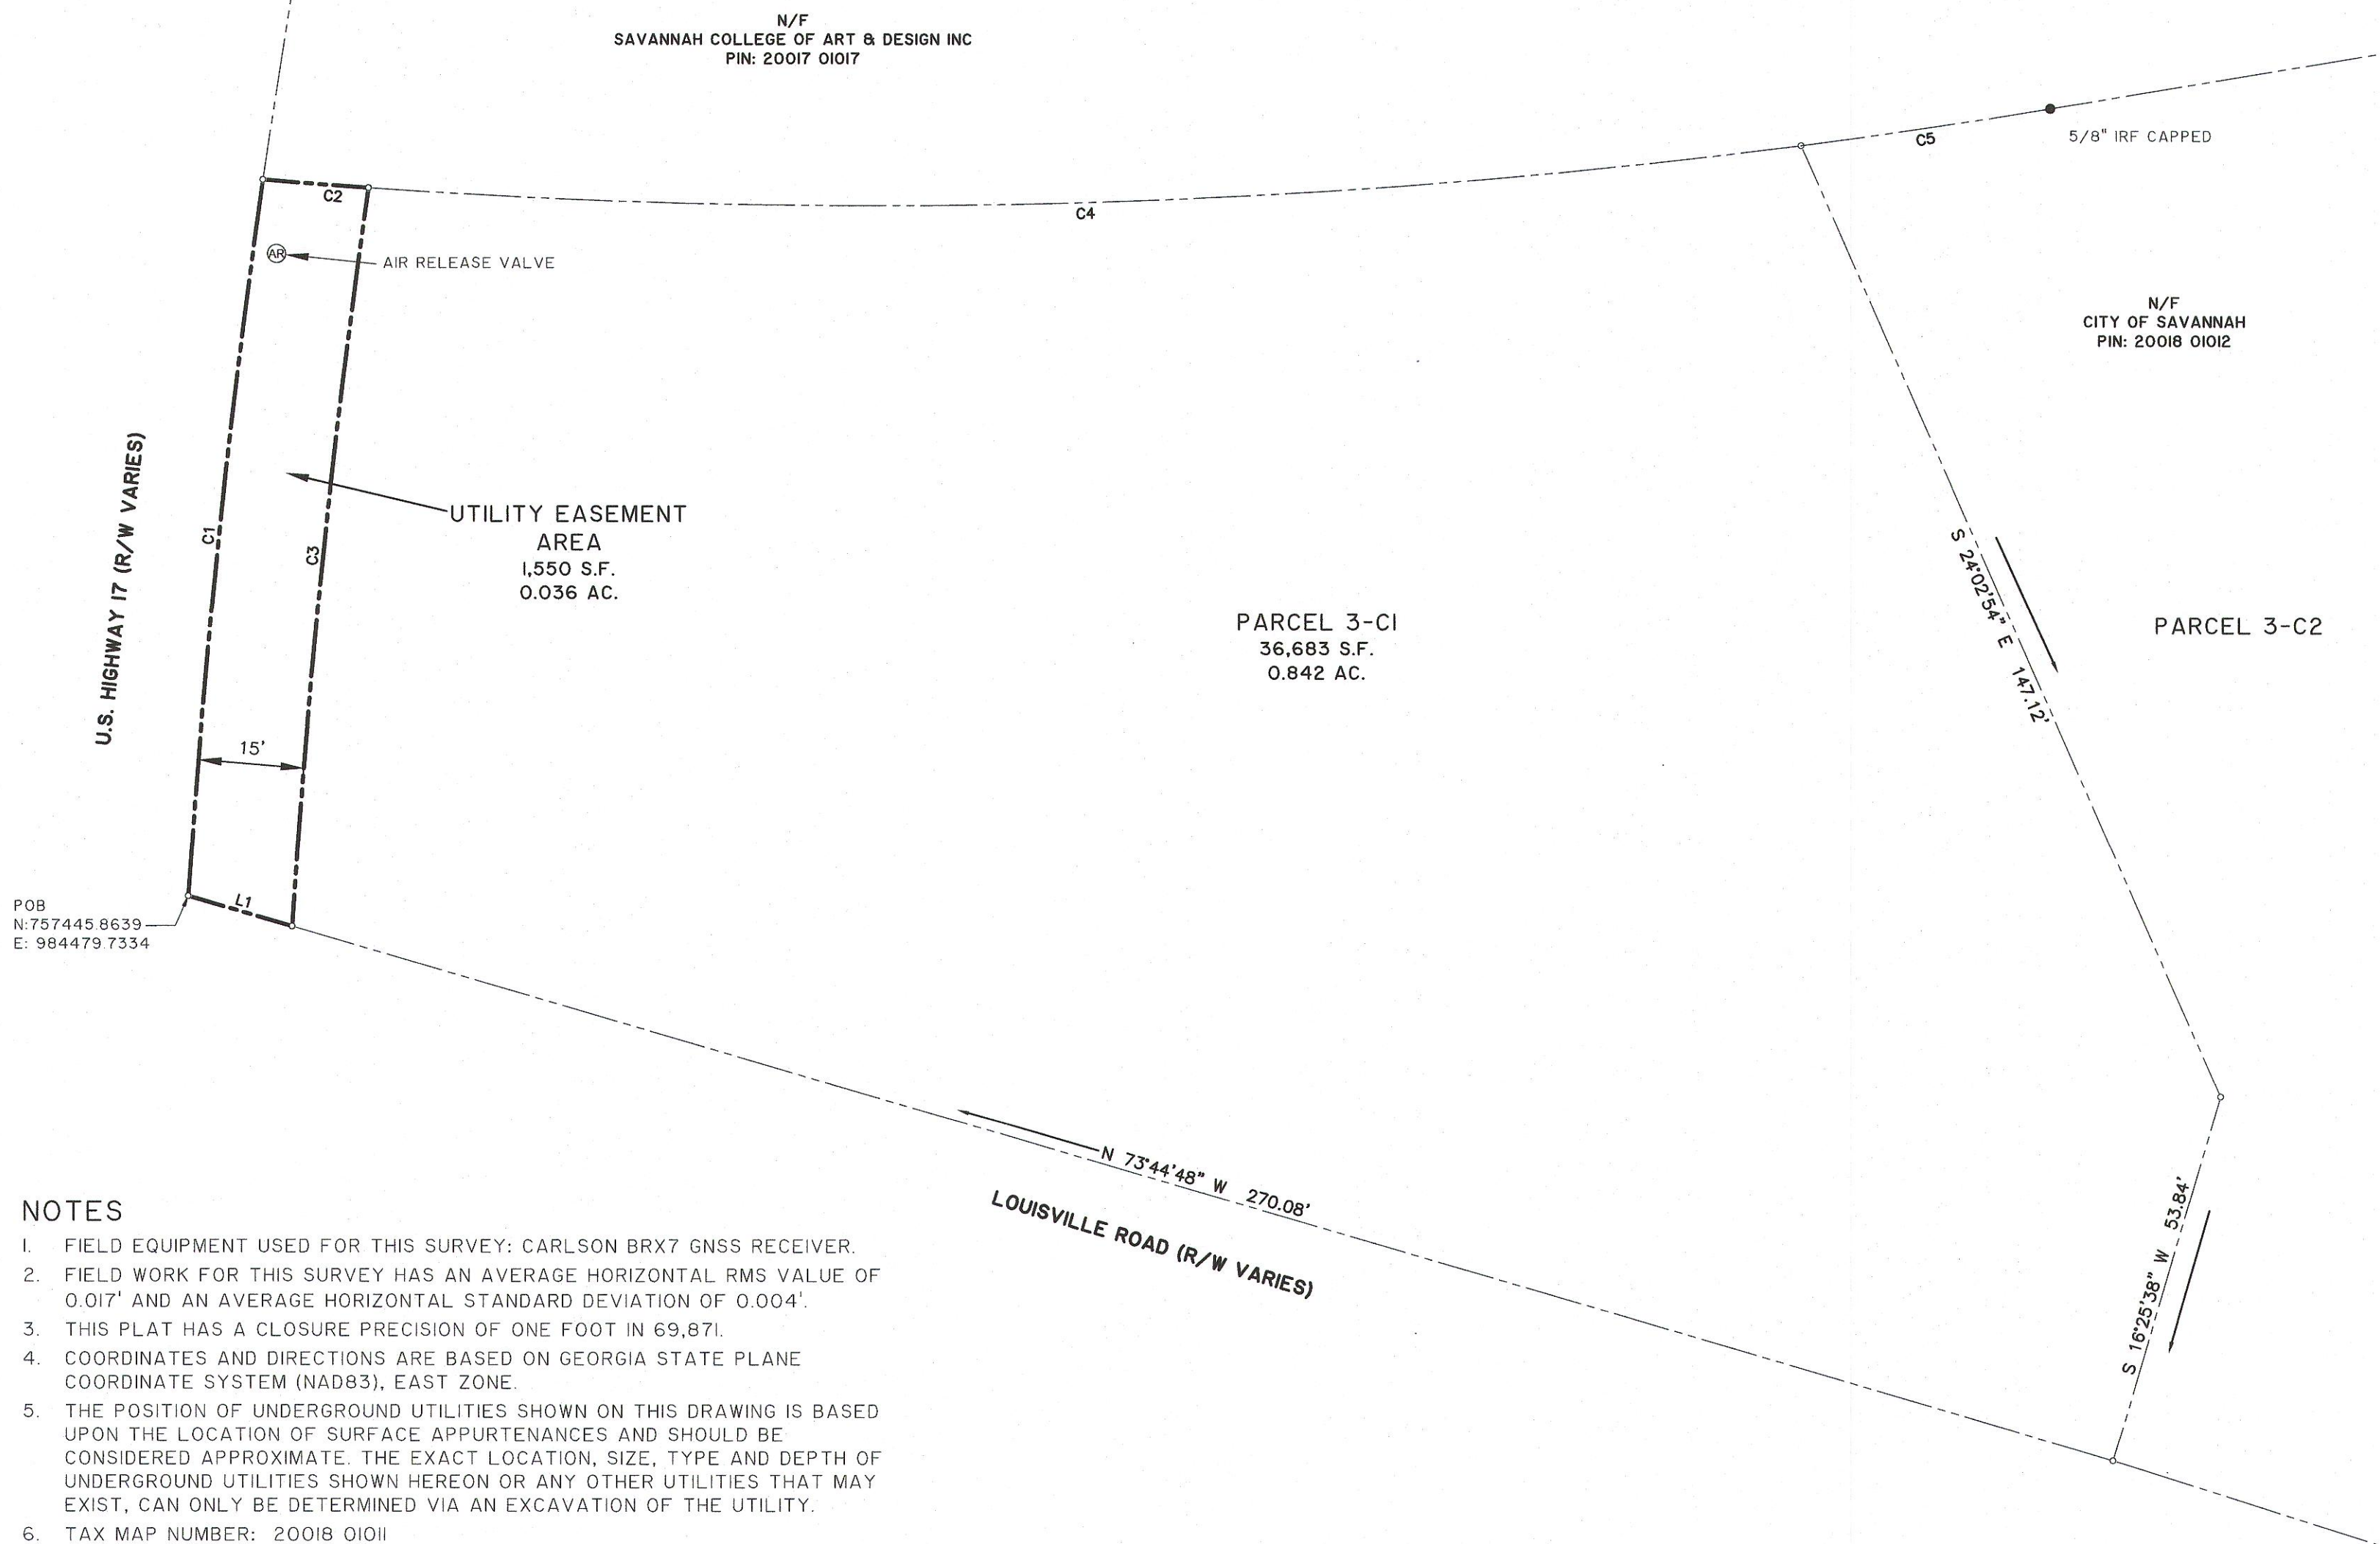 N/F
SAVANNAH COLLEGE OF ART & DESIGN INC
PIN: 20017 01017
C5
5/8" IRF CAPPED
C2
C4
AR
AIR RELEASE VALVE
N/F
CITY OF SAVANNAH
PIN: 20018 01012
U.S. HIGHWAY 17 (R/W VARIES)
C1
C3
UTILITY EASEMENT
AREA
1,550 S.F.
0.036 AC.
PARCEL 3-C1
36,683 S.F.
0.842 AC.
S 24°02'54" E 147.12'
PARCEL 3-C2
15'
L1
POB
N:757445.8639
E: 984479.7334
N 73°44'48" W 270.08'
LOUISVILLE ROAD (R/W VARIES)
S 16°25'38" W 53.84'
NOTES
1. FIELD EQUIPMENT USED FOR THIS SURVEY: CARLSON BRX7 GNSS RECEIVER.
2. FIELD WORK FOR THIS SURVEY HAS AN AVERAGE HORIZONTAL RMS VALUE OF
0.017' AND AN AVERAGE HORIZONTAL STANDARD DEVIATION OF 0.004'.
3. THIS PLAT HAS A CLOSURE PRECISION OF ONE FOOT IN 69,871.
4. COORDINATES AND DIRECTIONS ARE BASED ON GEORGIA STATE PLANE
COORDINATE SYSTEM (NAD83), EAST ZONE.
5. THE POSITION OF UNDERGROUND UTILITIES SHOWN ON THIS DRAWING IS BASED
UPON THE LOCATION OF SURFACE APPURTENANCES AND SHOULD BE
CONSIDERED APPROXIMATE. THE EXACT LOCATION, SIZE, TYPE AND DEPTH OF
UNDERGROUND UTILITIES SHOWN HEREON OR ANY OTHER UTILITIES THAT MAY
EXIST, CAN ONLY BE DETERMINED VIA AN EXCAVATION OF THE UTILITY.
6. TAX MAP NUMBER: 20018 01011